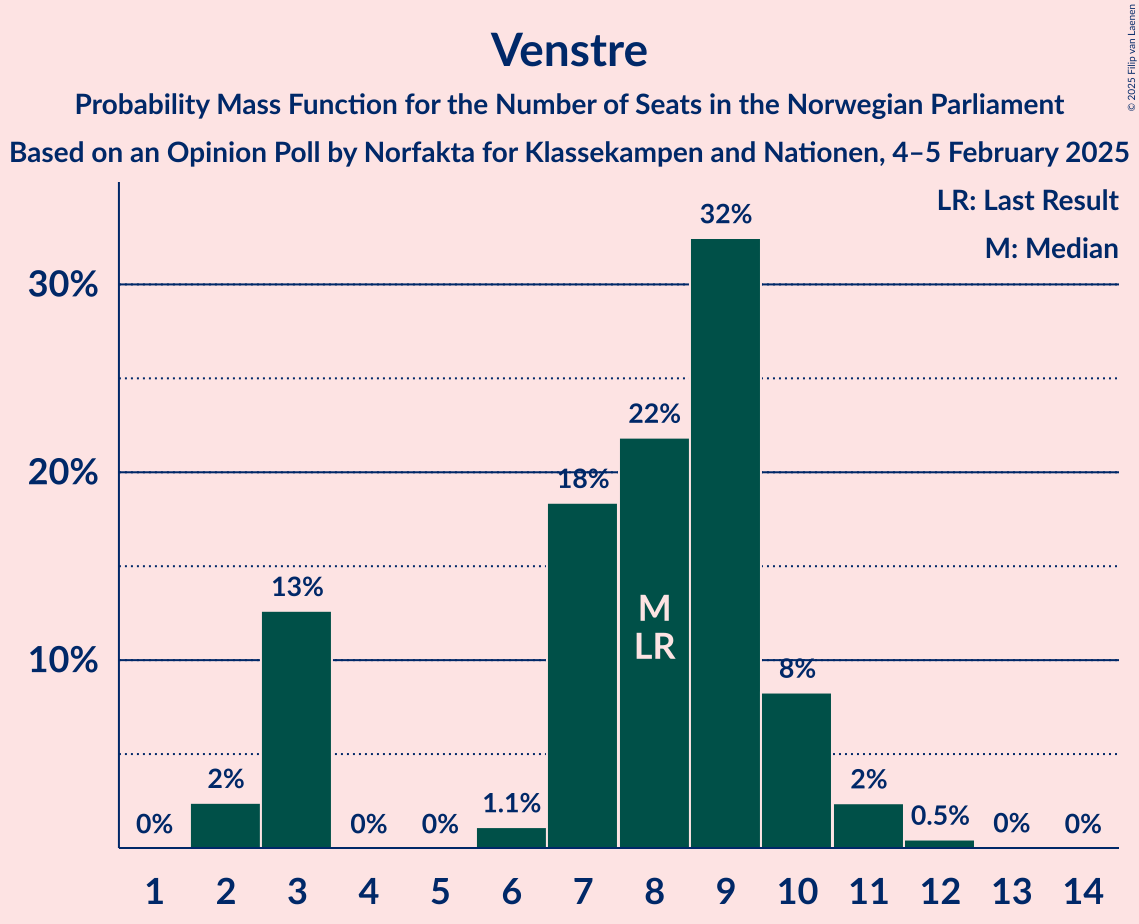 Venstre
Probability Mass Function for the Number of Seats in the Norwegian Parliament
Based on an Opinion Poll by Norfakta for Klassekampen and Nationen, 4–5 February 2025
© 2025 Filip van Laenen
LR: Last Result
M: Median
30%
20%
10%
0%
2%
13%
0%
0%
1.1%
18%
22%
32%
8%
2%
0.5%
0%
0%
M
LR
1 2 3 4 5 6 7 8 9 10 11 12 13 14